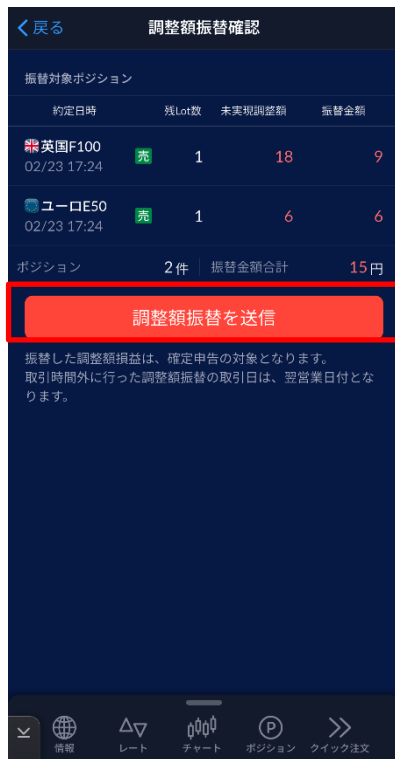 戻る 調整額振替確認
振替対象ポジション
約定日時 残Lot数 未実現調整額 振替金額
英国F100
02/23 17:24 売 1 18 9
ユーロE50
02/23 17:24 売 1 6 6
ポジション 2件 振替金額合計 15円
調整額振替を送信
振替した調整額損益は、確定申告の対象となります。
取引時間外に行った調整額振替の取引日は、翌営業日付とな
ります。
P
情報 レート チャート ポジション クイック注文